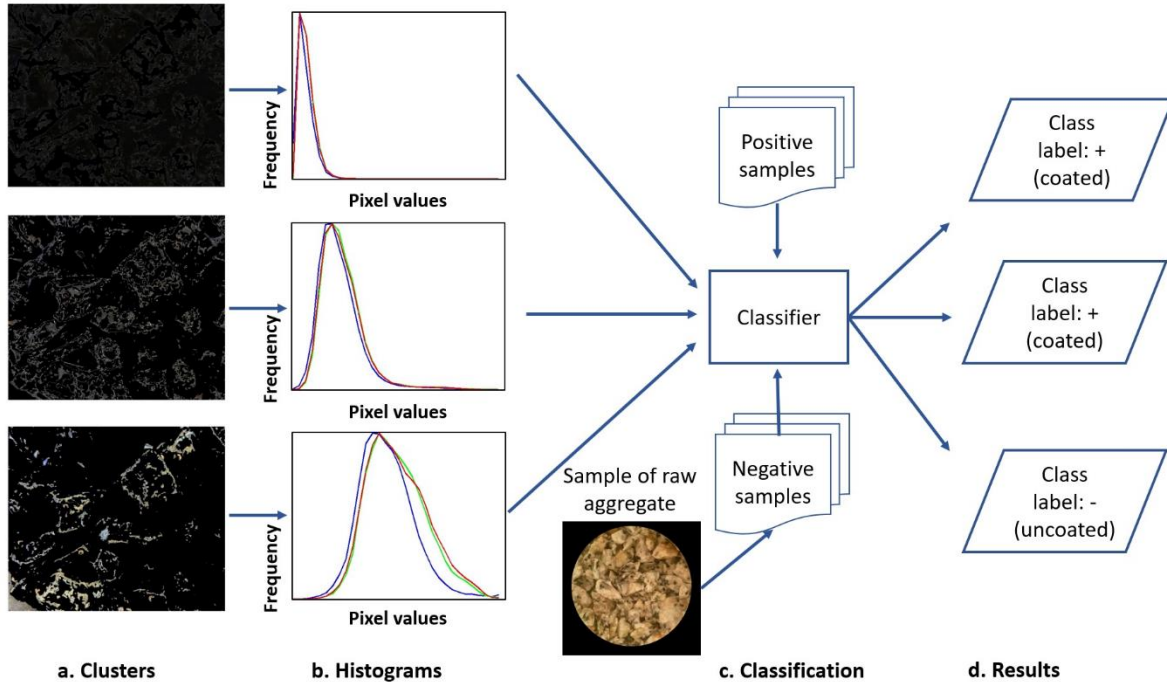 Frequency
Pixel values
Frequency
Pixel values
Frequency
Pixel values
Positive
samples
Classifier
Negative
samples
Sample of raw
aggregate
Class
label: +
(coated)
Class
label: +
(coated)
Class
label: -
(uncoated)
a. Clusters
b. Histograms
c. Classification
d. Results